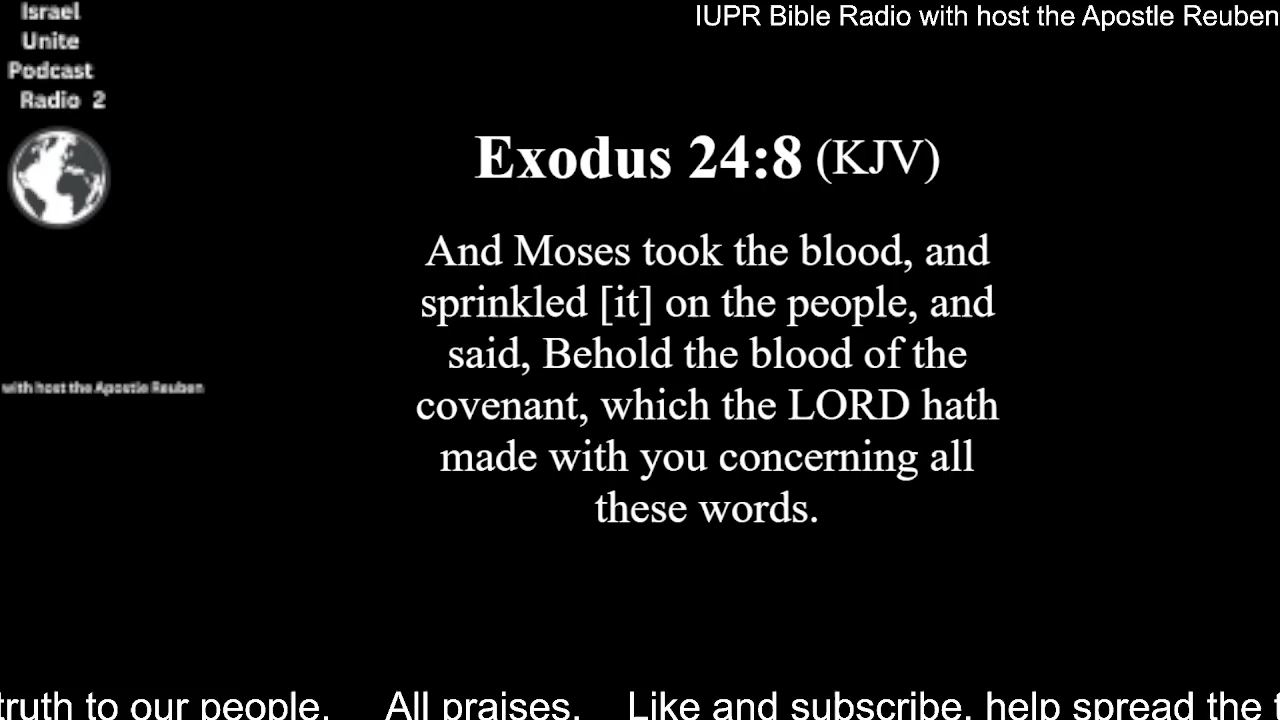 Israel
Unite
Podcast
Radio 2
IUPR Bible Radio with host the Apostle Reuben
Exodus 24:8 (KJV)
And Moses took the blood, and
sprinkled [it] on the people, and
said, Behold the blood of the
covenant, which the LORD hath
made with you concerning all
these words.
with host the Apostle Reuben
truth to our people. All praises. Like and subscribe, help spread the